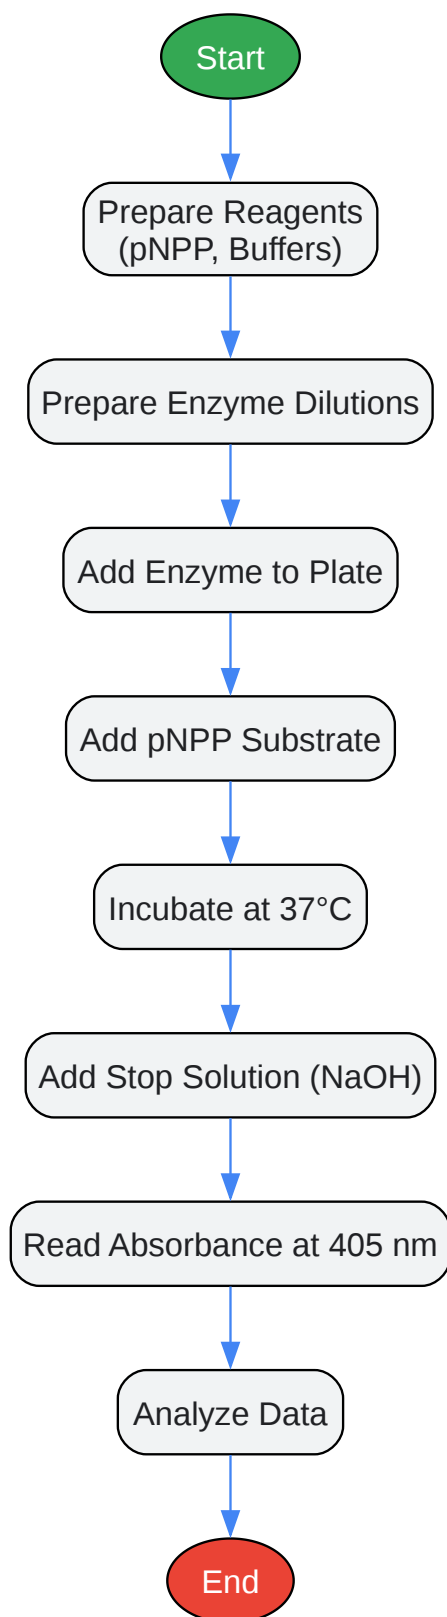 Start
Prepare Reagents
(pNPP, Buffers)
Prepare Enzyme Dilutions
Add Enzyme to Plate
Add pNPP Substrate
Incubate at 37°C
Add Stop Solution (NaOH)
Read Absorbance at 405 nm
Analyze Data
End